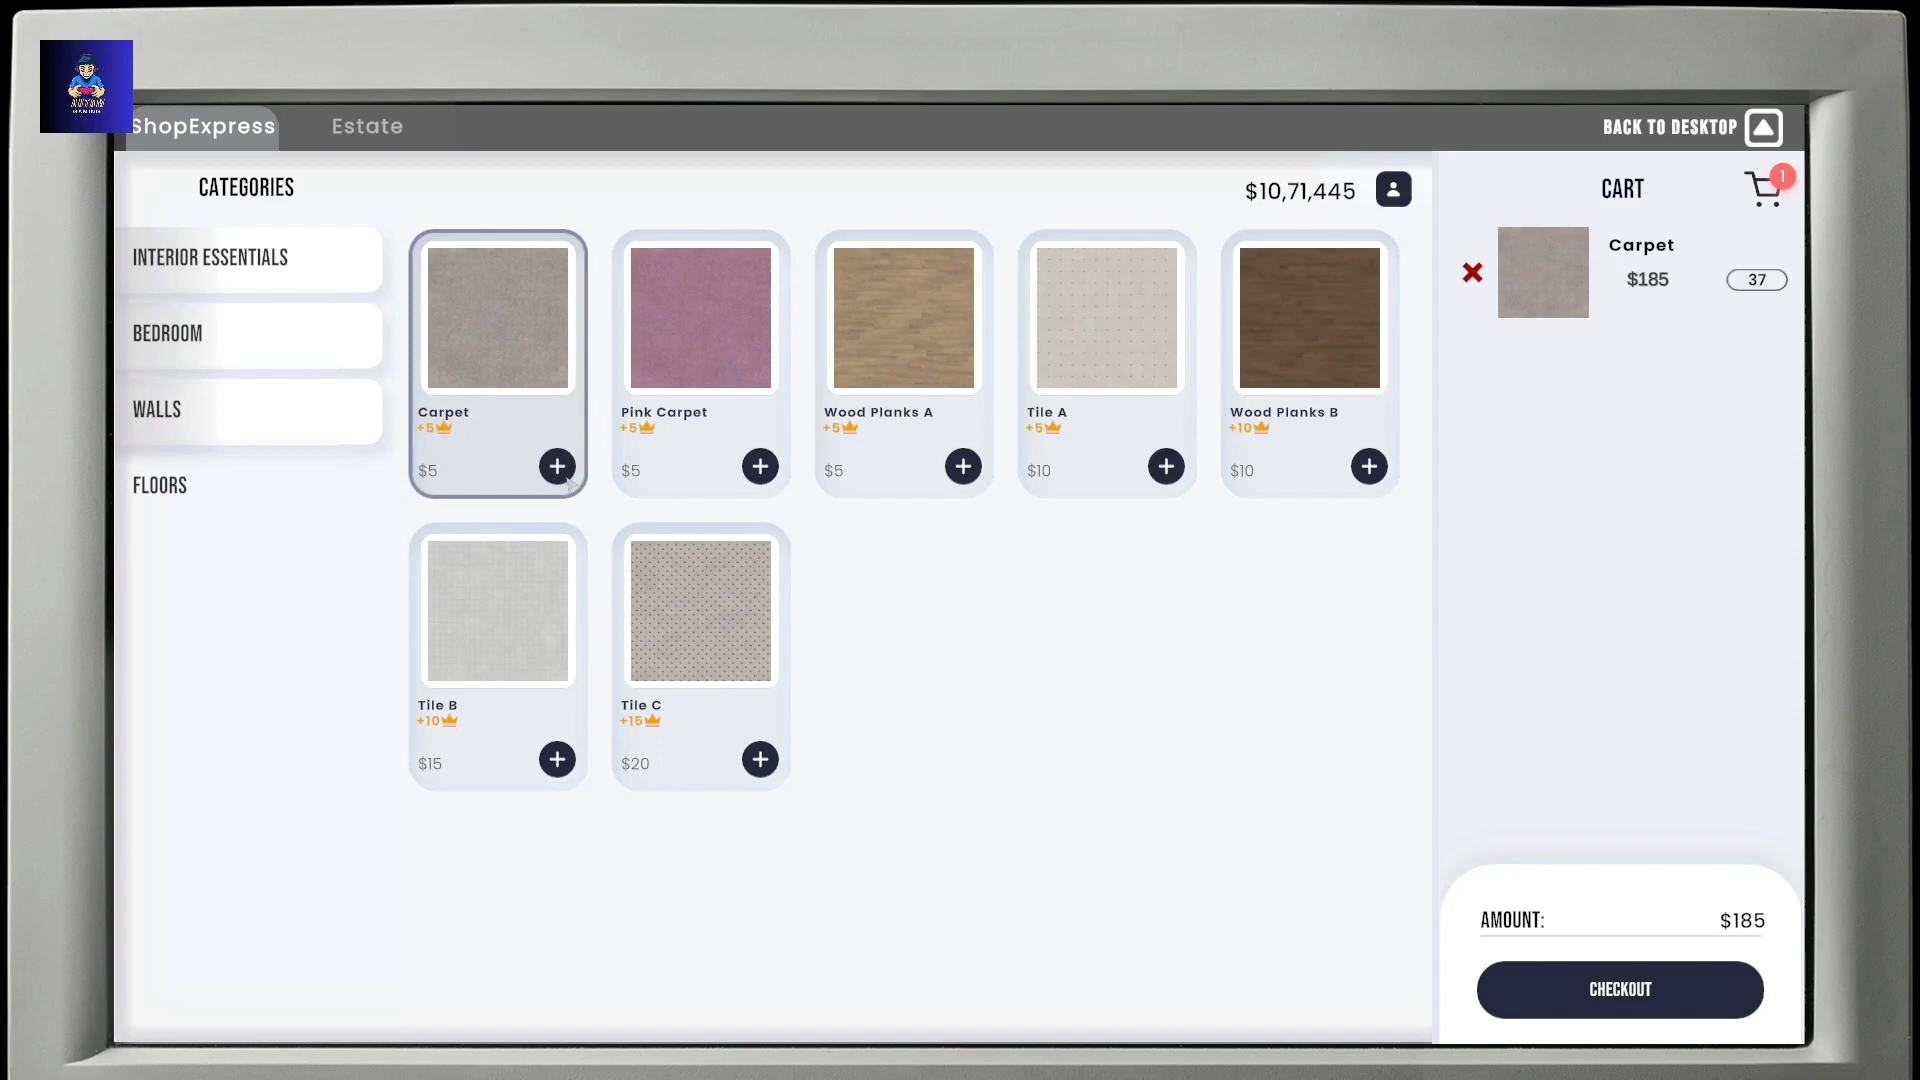 ShopExpress
Estate
BACK TO DESKTOP
CATEGORIES
$10,71,445
CART
1
INTERIOR ESSENTIALS
BEDROOM
WALLS
FLOORS
Carpet
+5
$5
Pink Carpet
+5
$5
Wood Planks A
+5
$5
Tile A
+5
$10
Wood Planks B
+10
$10
Tile B
+10
$15
Tile C
+15
$20
Carpet
$185
37
AMOUNT:
$185
CHECKOUT
GAMING